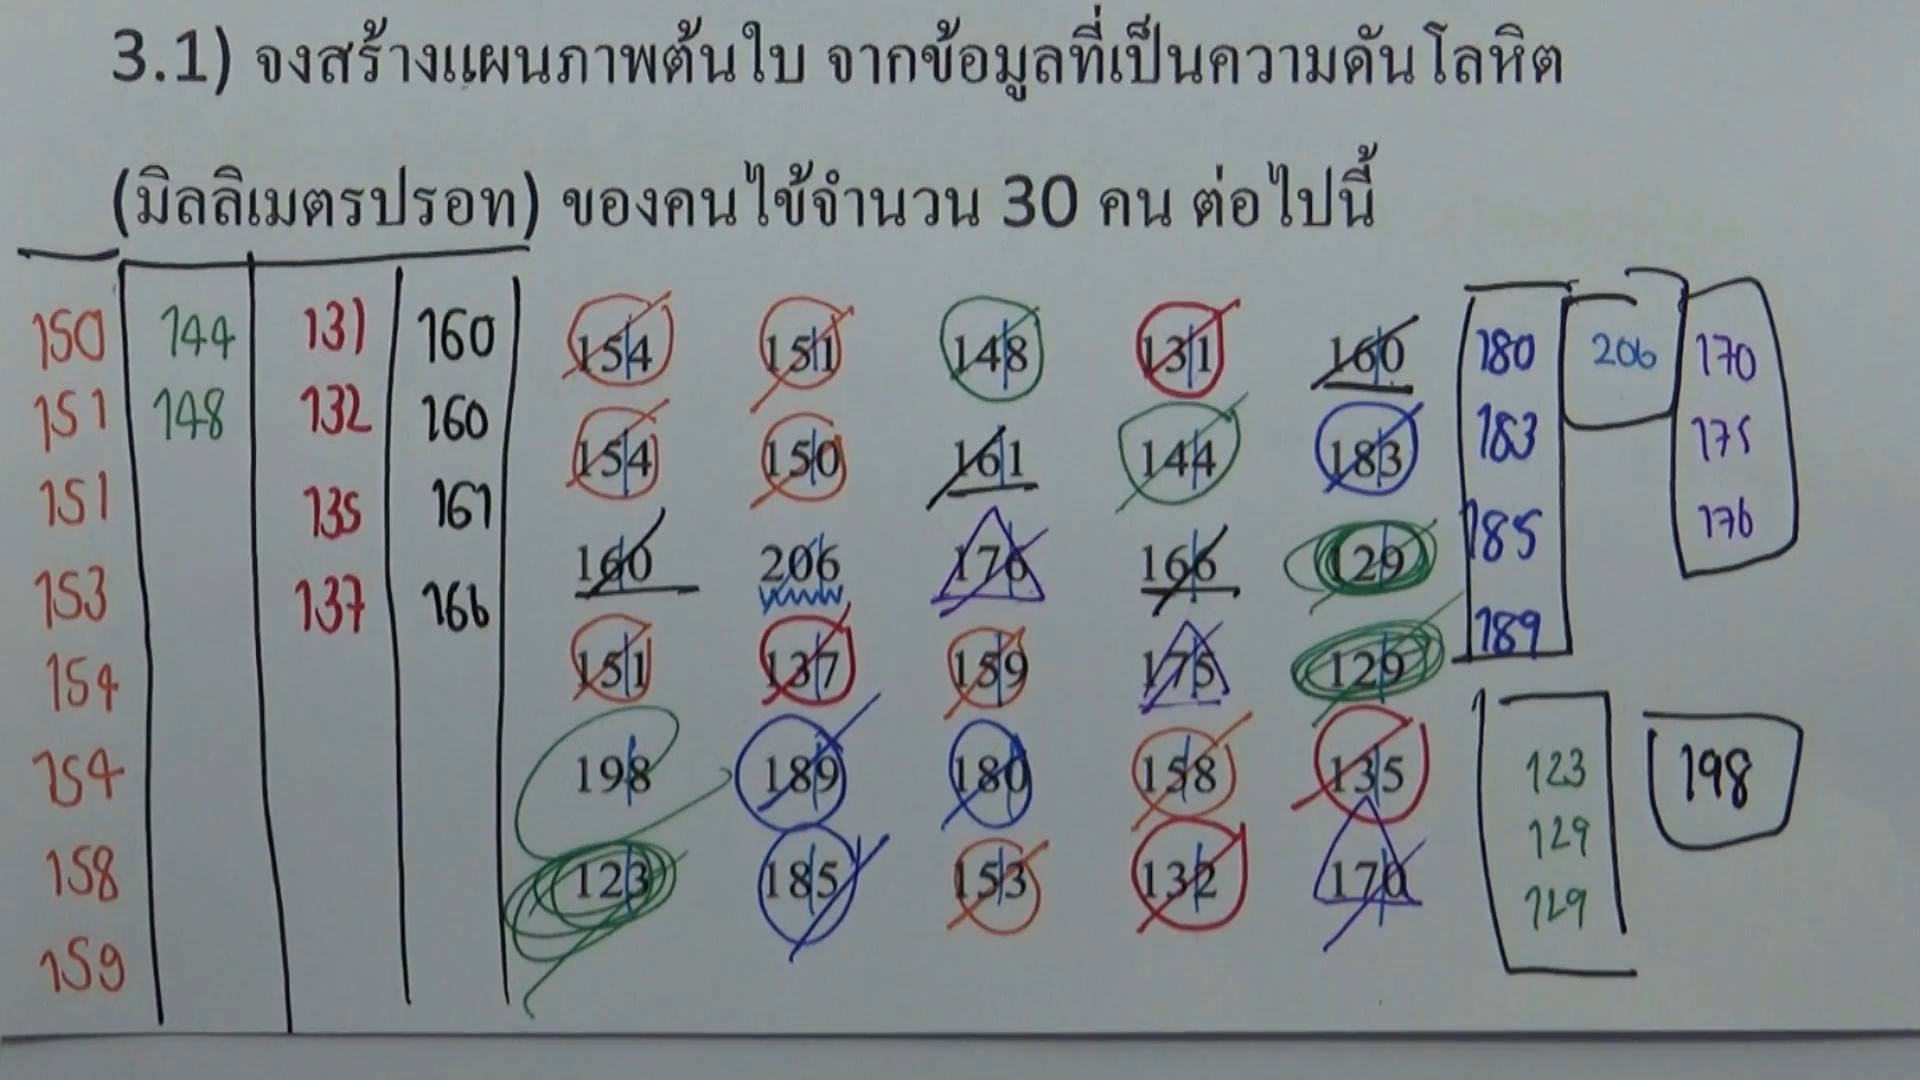 3.1) จงสร้างแผนภาพต้นใบ จากข้อมูลที่เป็นความดันโลหิต
(มิลลิเมตรปรอท) ของคนไข้จำนวน 30 คน ต่อไปนี้
150 144 131 160 154 151 148 131 160 180 206 170
151 148 132 160 154 150 161 144 183 183 175
151 135 161 160 206 176 166 129 185 176
153 137 166 151 137 159 175 129 189
154
154 198 189 180 158 135 123 198
158 123 185 153 132 170 129
159 129